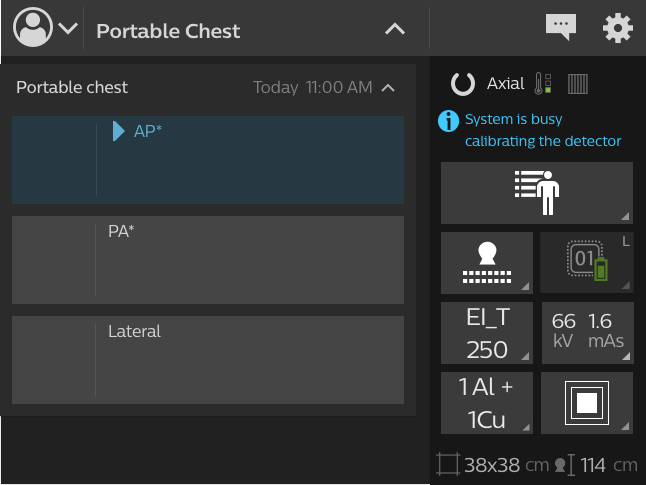 Portable Chest
Portable chest Today 11:00 AM
AP*
PA*
Lateral
Axial
System is busy
calibrating the detector
01
L
EI_T
250
66 1.6
kV mAs
1 Al +
1Cu
38x38 cm 114 cm